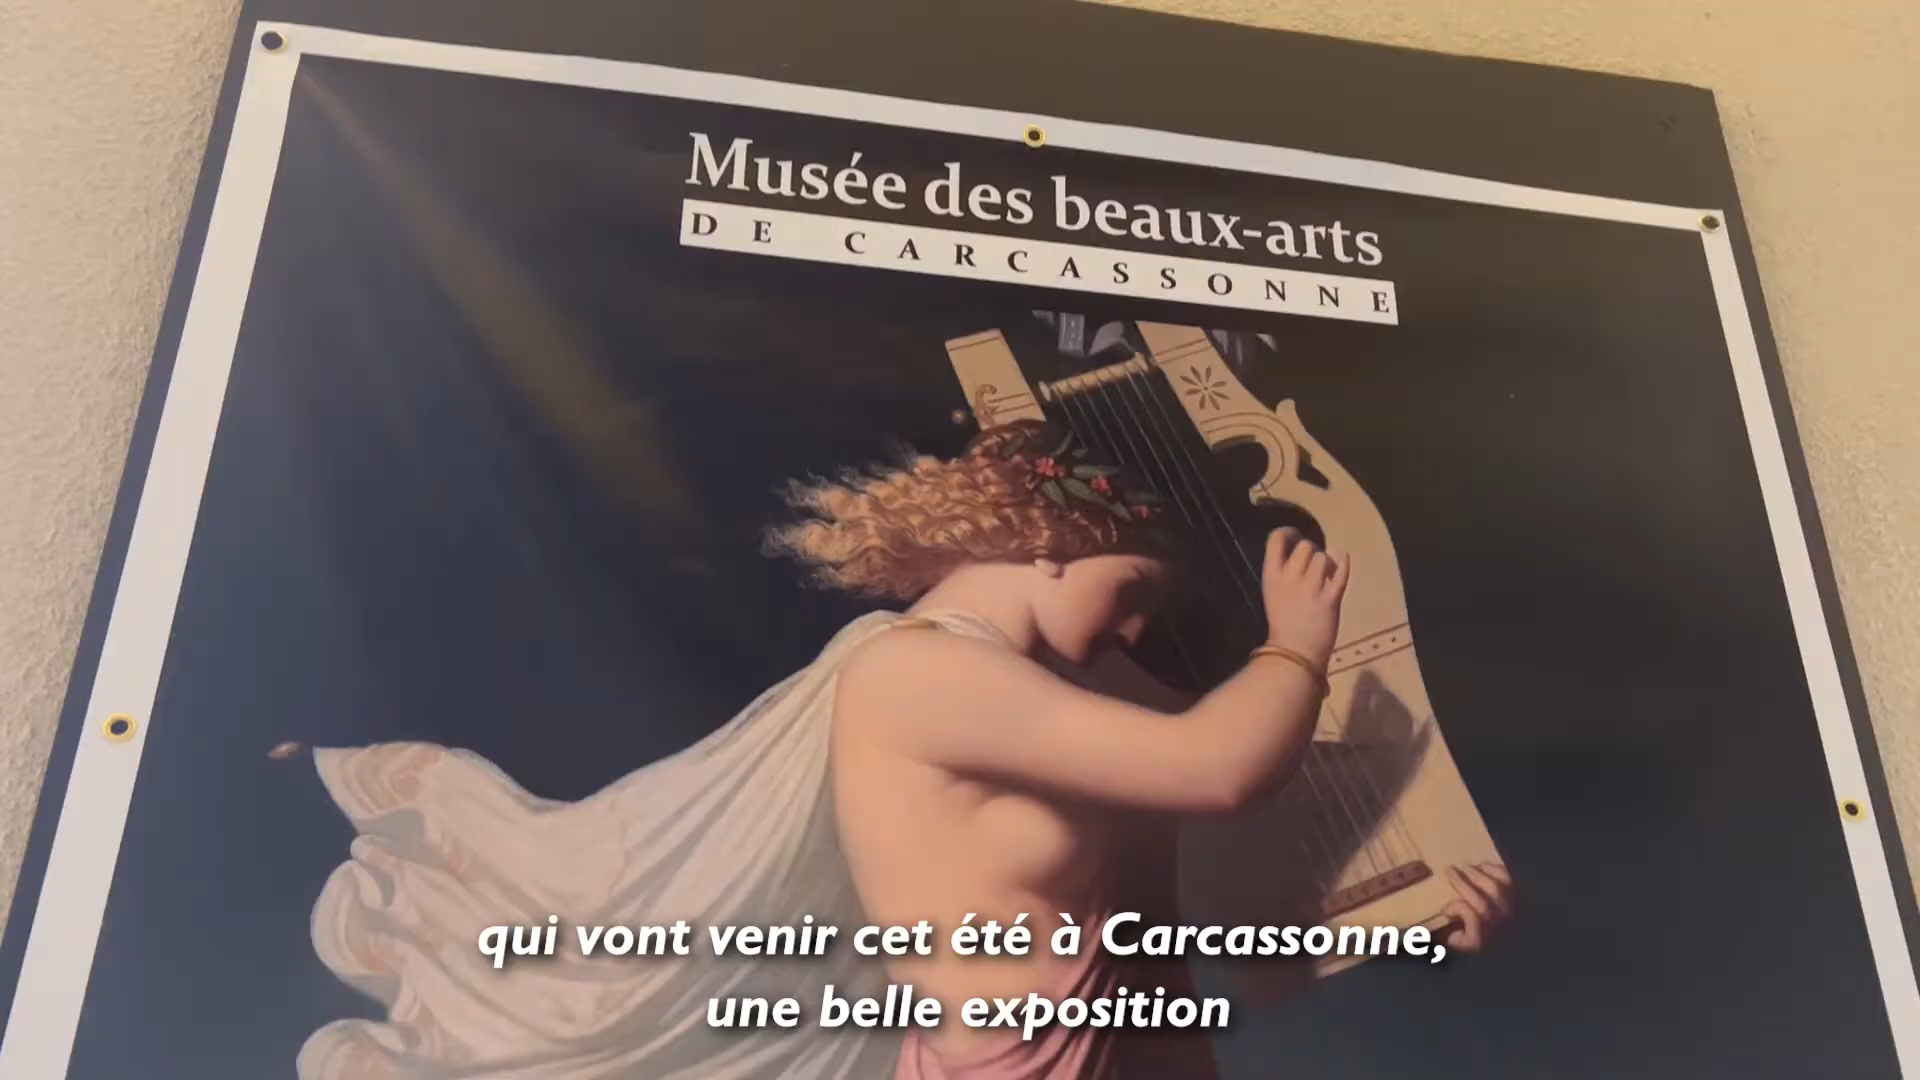 Musée des beaux-arts
DE CARCASSONNE
qui vont venir cet été à Carcassonne,
une belle exposition